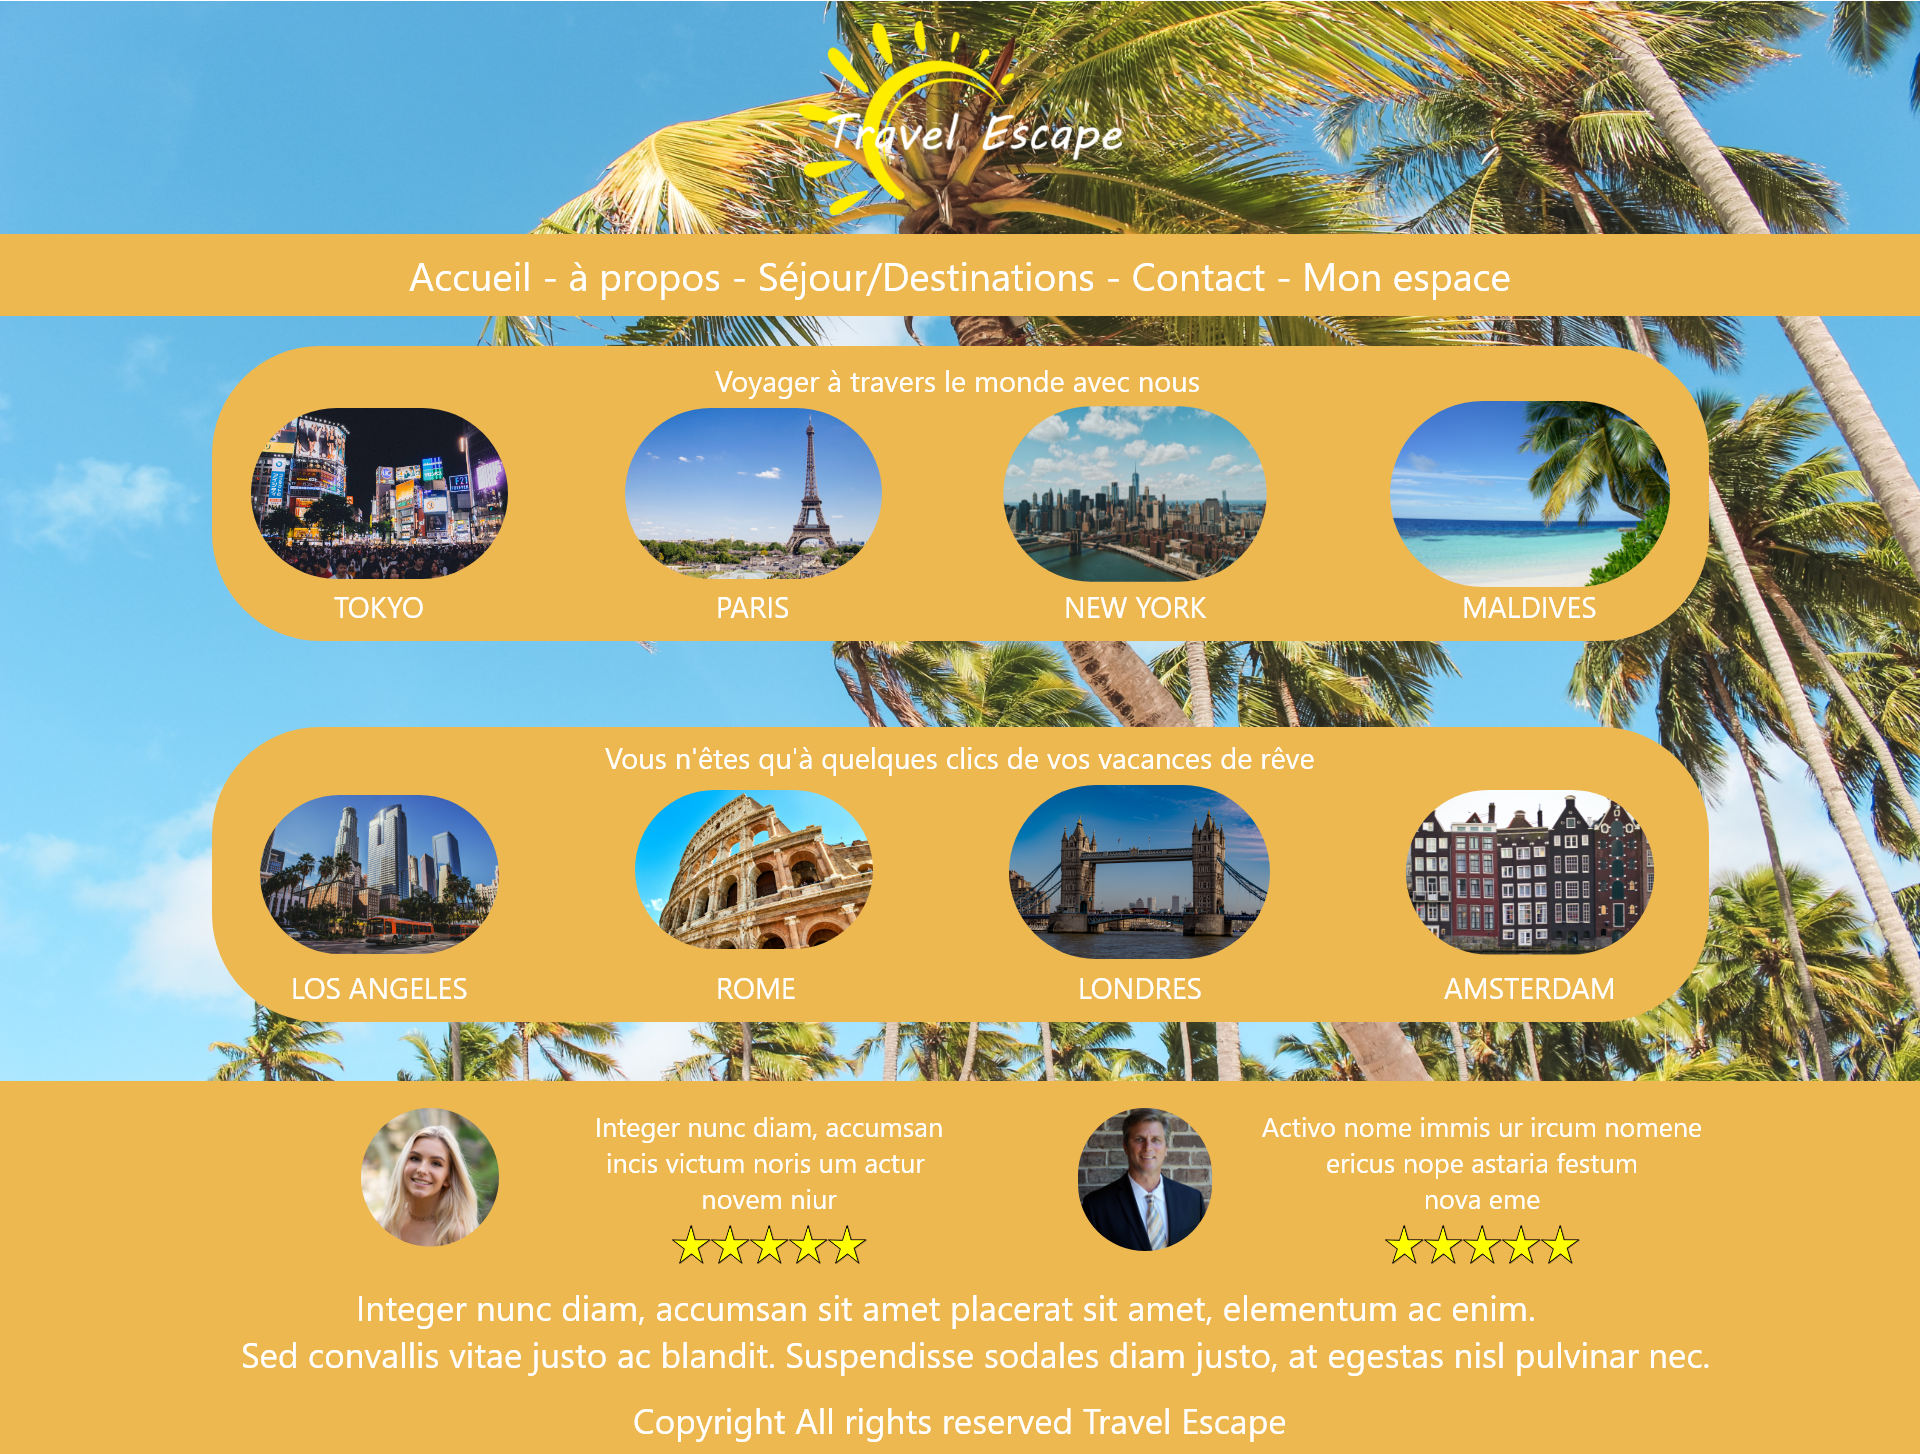 Travel Escape
Accueil - à propos - Séjour/Destinations - Contact - Mon espace
Voyager à travers le monde avec nous
TOKYO
PARIS
NEW YORK
MALDIVES
Vous n'êtes qu'à quelques clics de vos vacances de rêve
LOS ANGELES
ROME
LONDRES
AMSTERDAM
Integer nunc diam, accumsan
incis victum noris um actur
novem niur
Activo nome immis ur ircum nomene
ericus nope astaria festum
nova eme
Integer nunc diam, accumsan sit amet placerat sit amet, elementum ac enim.
Sed convallis vitae justo ac blandit. Suspendisse sodales diam justo, at egestas nisl pulvinar nec.
Copyright All rights reserved Travel Escape